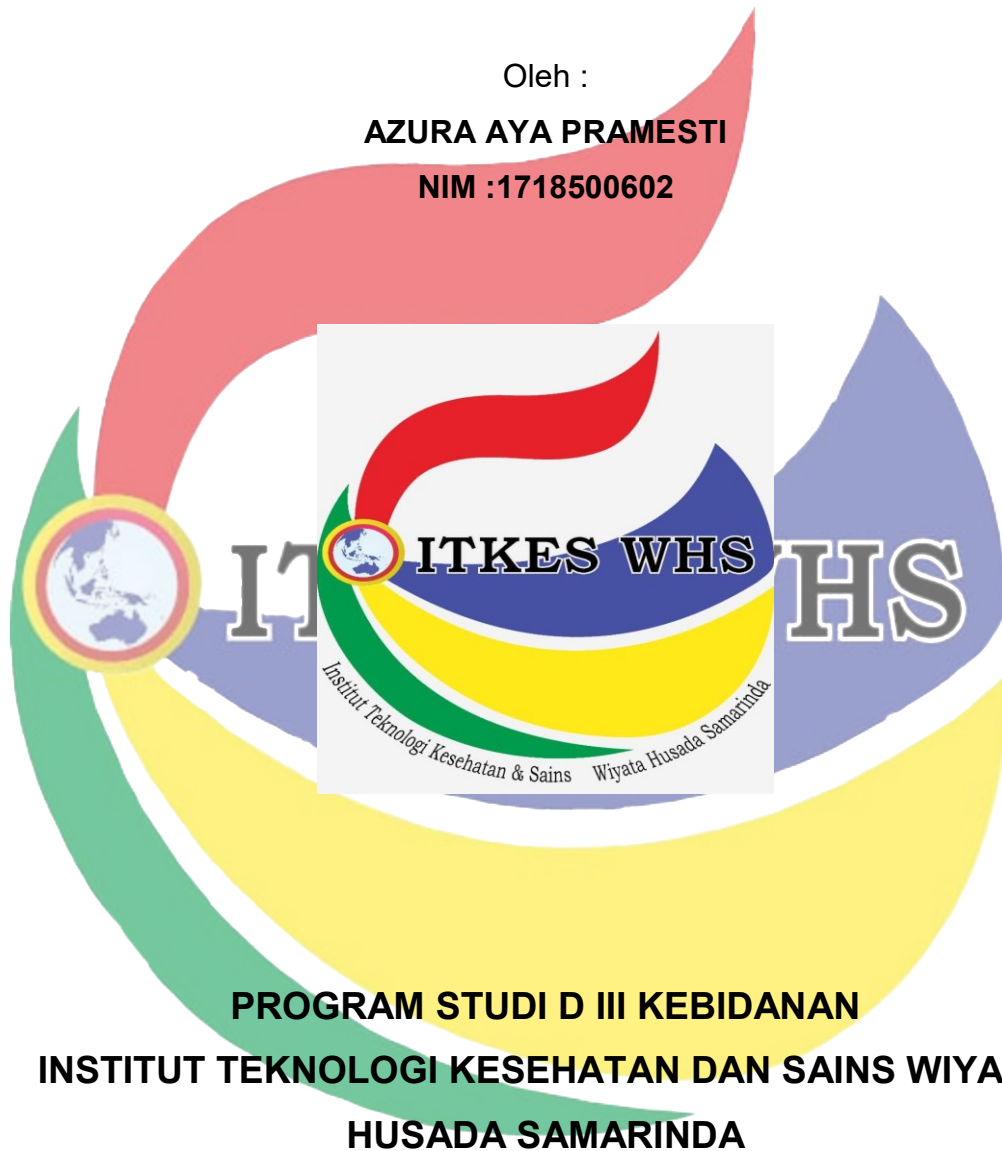 Oleh :
AZURA AYA PRAMESTI
NIM :1718500602
ITKES WHS
Institut Teknologi Kesehatan & Sains Wiyata Husada Samarinda
HS
PROGRAM STUDI D III KEBIDANAN
INSTITUT TEKNOLOGI KESEHATAN DAN SAINS WIYA
HUSADA SAMARINDA